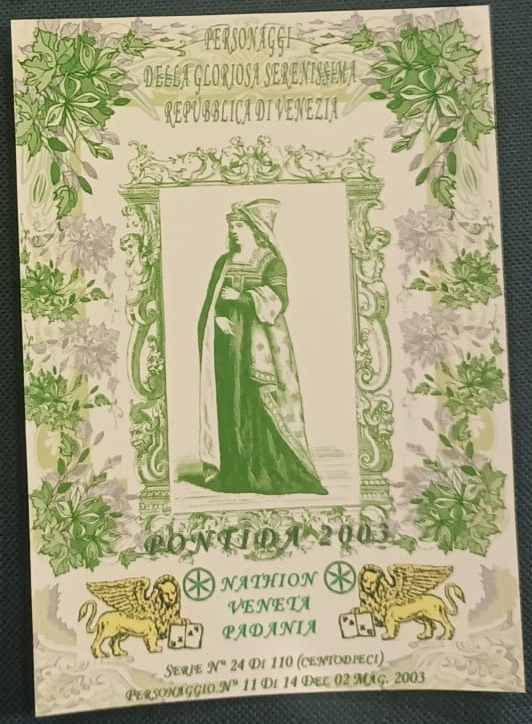 PERSONAGGI
DELLA GLORIOSA SERENISSIMA
REPUBBLICA DI VENEZIA
PONTIDA 2003
NATHION
VENETA
PADANIA
SERIE N° 24 DI 110 (CENTODIECI)
PERSONAGGIO N° 11 DI 14 DEL 02 MAG. 2003